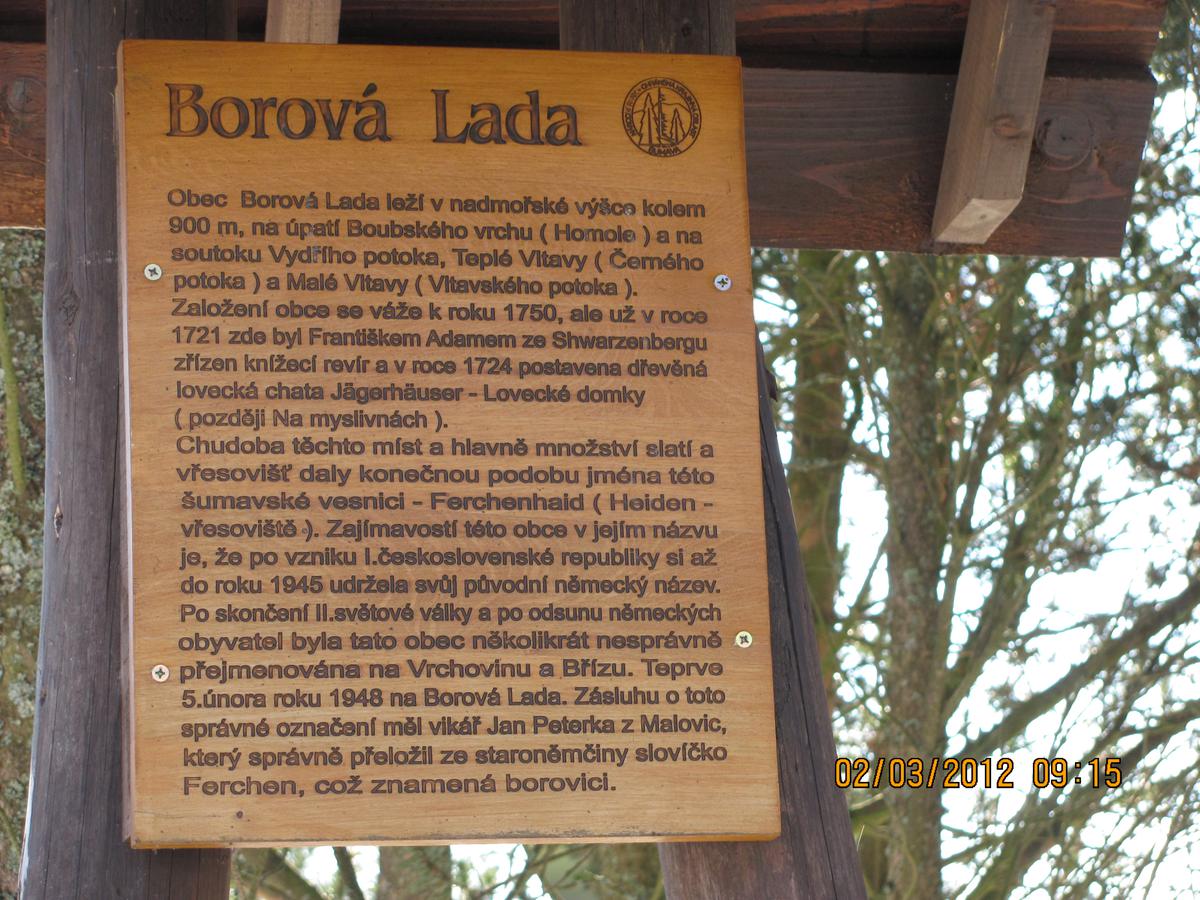 Borová Lada
ŠUMAVA
Obec Borová Lada leží v nadmořské výšce kolem
900 m, na úpatí Boubského vrchu ( Homole ) a na
soutoku Vydřího potoka, Teplé Vltavy ( Černého
potoka ) a Malé Vltavy ( Vltavského potoka ).
Založení obce se váže k roku 1750, ale už v roce
1721 zde byl Františkem Adamem ze Shwarzenbergu
zřízen knížecí revír a v roce 1724 postavena dřevěná
lovecká chata Jägerhäuser - Lovecké domky
( později Na myslivnách ).
Chudoba těchto míst a hlavně množství slatí a
vřesovišť daly konečnou podobu jména této
šumavské vesnici - Ferchenhaid ( Heiden -
vřesoviště ). Zajímavostí této obce v jejím názvu
je, že po vzniku I.československé republiky si až
do roku 1945 udržela svůj původní německý název.
Po skončení II.světové války a po odsunu německých
obyvatel byla tato obec několikrát nesprávně
přejmenována na Vrchovinu a Břízu. Teprve
5.února roku 1948 na Borová Lada. Zásluhu o toto
správné označení měl vikář Jan Peterka z Malovic,
který správně přeložil ze staroněmčiny slovíčko
Ferchen, což znamená borovici.
02/03/2012 09:15